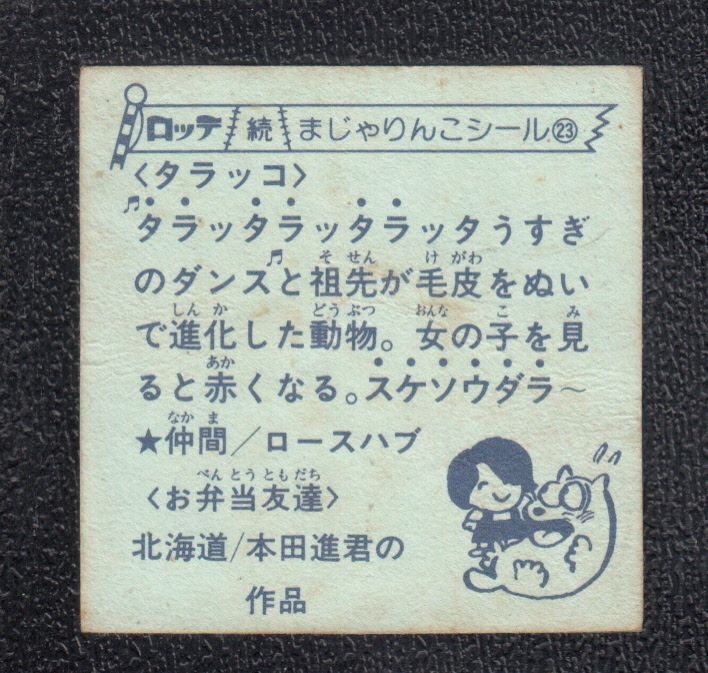 ロッテ 続 まじゃりんこシール㉓
〈タラッコ〉
♬タラッタラッタラッタうすぎ
のダンス♬と祖先が毛皮をぬい
で進化した動物。女の子を見
ると赤くなる。スケソウダラ～
★仲間／ロースハブ
〈お弁当友達〉
北海道/本田進君の
作品